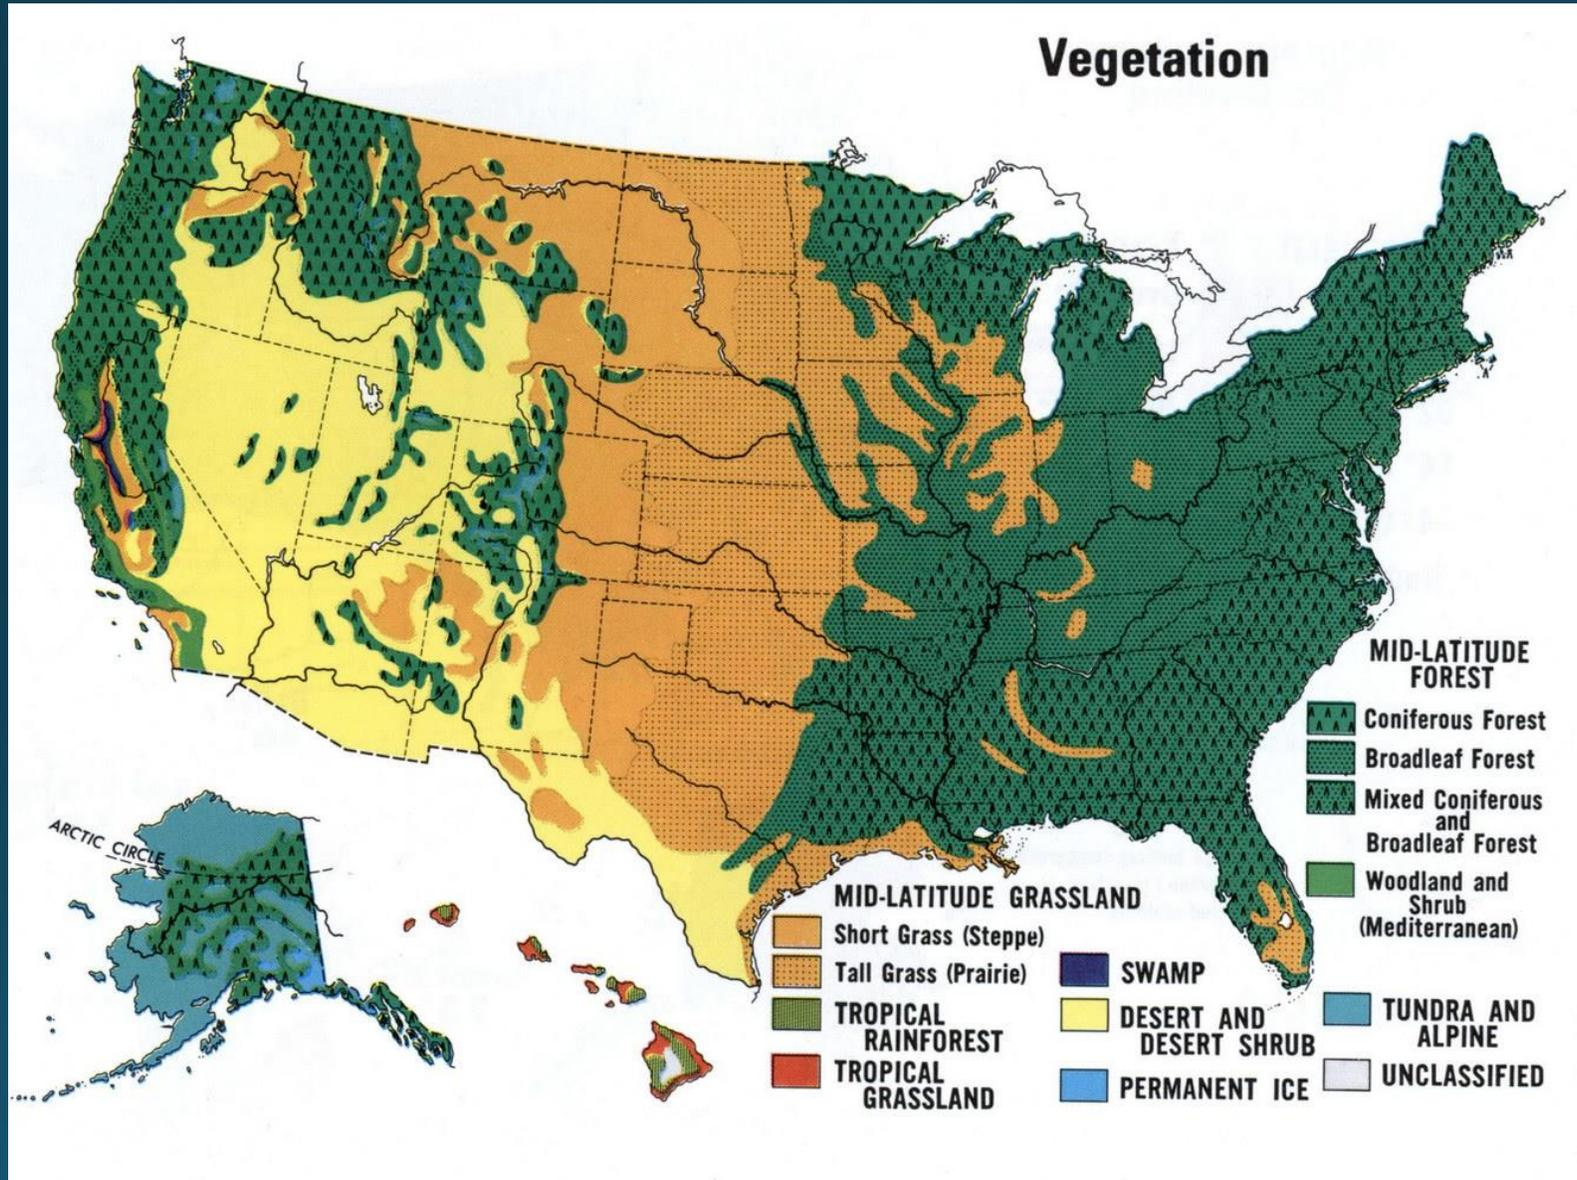 Vegetation
ARCTIC CIRCLE
MID-LATITUDE
FOREST
Coniferous Forest
Broadleaf Forest
Mixed Coniferous
and
Broadleaf Forest
Woodland and
Shrub
(Mediterranean)
MID-LATITUDE GRASSLAND
Short Grass (Steppe)
Tall Grass (Prairie)
TROPICAL
RAINFOREST
TROPICAL
GRASSLAND
SWAMP
DESERT AND
DESERT SHRUB
PERMANENT ICE
TUNDRA AND
ALPINE
UNCLASSIFIED